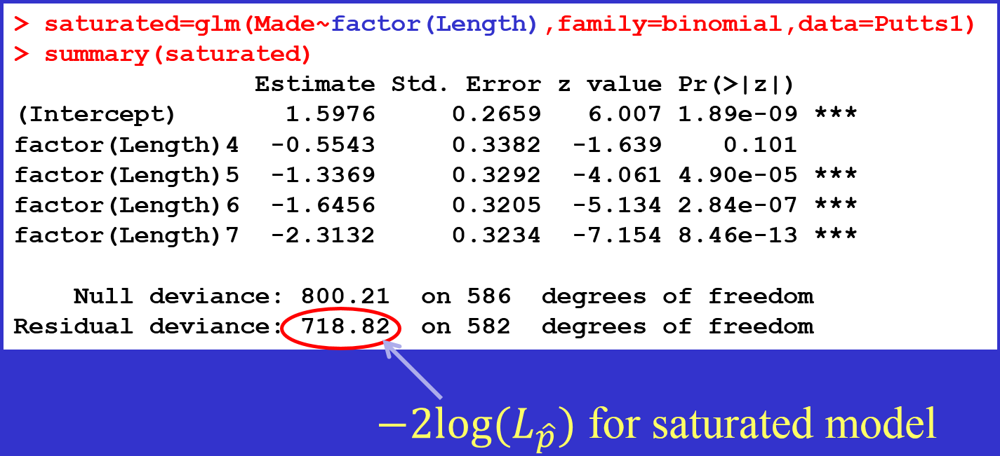 > saturated=glm(Made~factor(Length),family=binomial,data=Putts1)
> summary(saturated)
Estimate Std. Error z value Pr(>|z|)
(Intercept) 1.5976 0.2659 6.007 1.89e-09 ***
factor(Length)4 -0.5543 0.3382 -1.639 0.101
factor(Length)5 -1.3369 0.3292 -4.061 4.90e-05 ***
factor(Length)6 -1.6456 0.3205 -5.134 2.84e-07 ***
factor(Length)7 -2.3132 0.3234 -7.154 8.46e-13 ***
Null deviance: 800.21 on 586 degrees of freedom
Residual deviance: 718.82 on 582 degrees of freedom
−2log(L_p̂) for saturated model